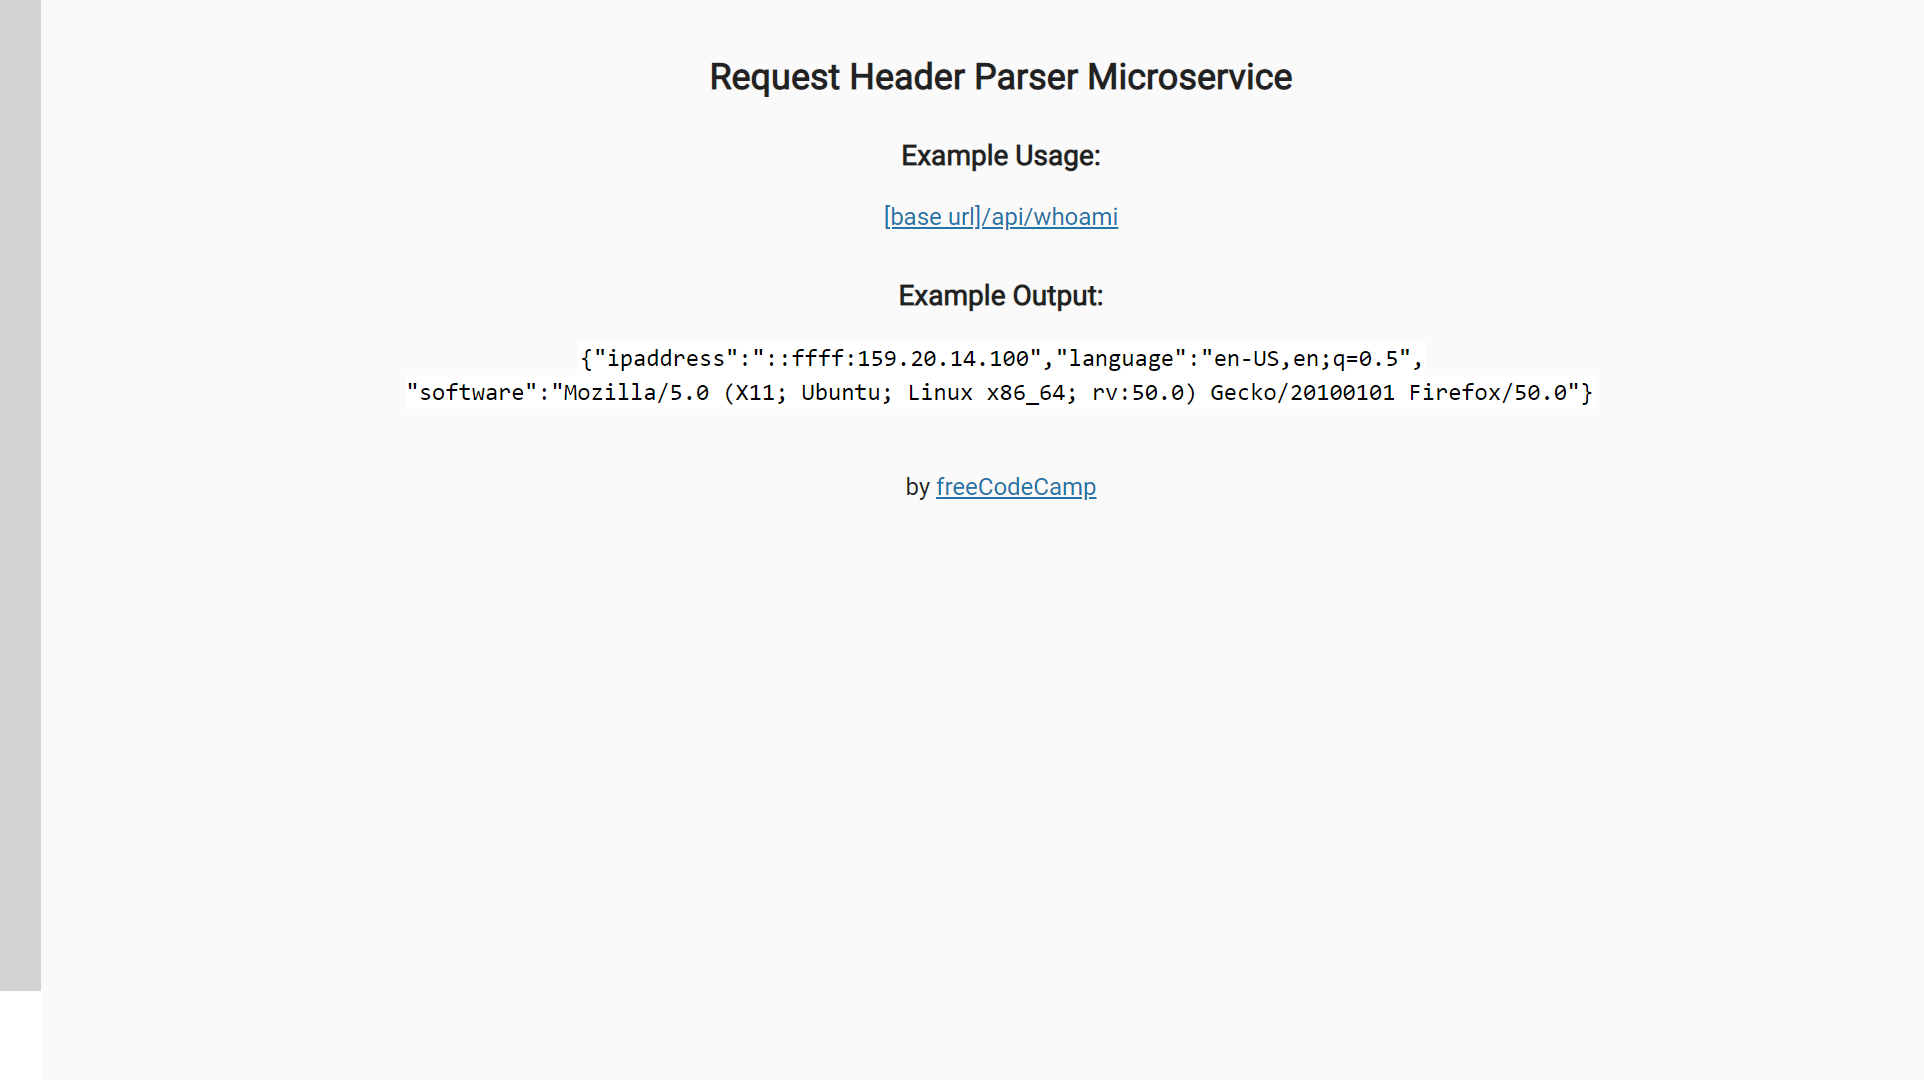 Request Header Parser Microservice
Example Usage:
[base url]/api/whoami
Example Output:
{"ipaddress":"::ffff:159.20.14.100","language":"en-US,en;q=0.5",
"software":"Mozilla/5.0 (X11; Ubuntu; Linux x86_64; rv:50.0) Gecko/20100101 Firefox/50.0"}
by freeCodeCamp